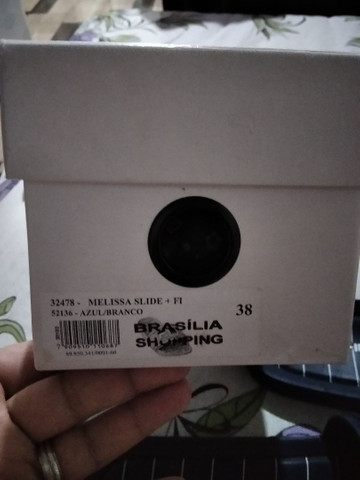 32478 - MELISSA SLIDE + FI
52136 - AZUL/BRANCO
38
BRASÍLIA
SHOPPING